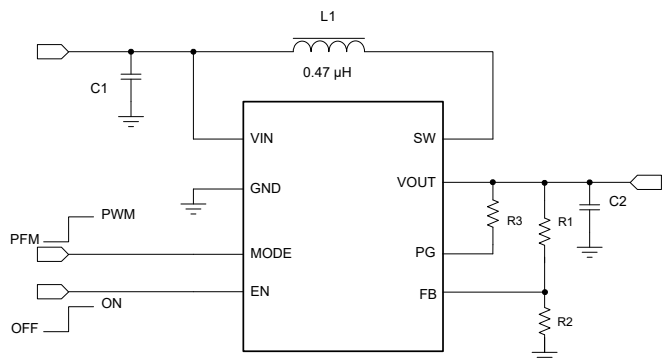 L1
0.47 µH
C1
VIN
SW
GND
VOUT
C2
R3
R1
PWM
PFM
MODE
PG
EN
FB
ON
OFF
R2